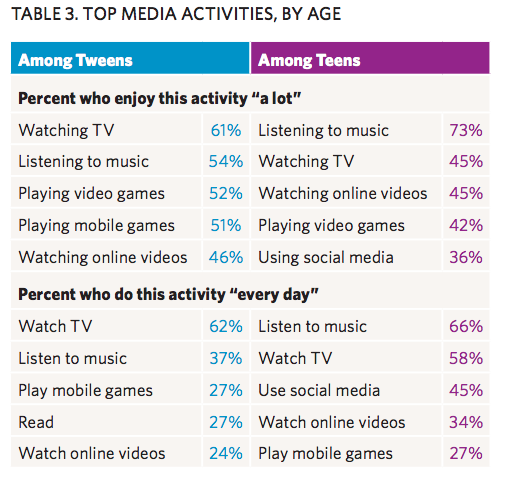 TABLE 3. TOP MEDIA ACTIVITIES, BY AGE
Among Tweens Among Teens
Percent who enjoy this activity “a lot”
Watching TV 61% Listening to music 73%
Listening to music 54% Watching TV 45%
Playing video games 52% Watching online videos 45%
Playing mobile games 51% Playing video games 42%
Watching online videos 46% Using social media 36%
Percent who do this activity “every day”
Watch TV 62% Listen to music 66%
Listen to music 37% Watch TV 58%
Play mobile games 27% Use social media 45%
Read 27% Watch online videos 34%
Watch online videos 24% Play mobile games 27%